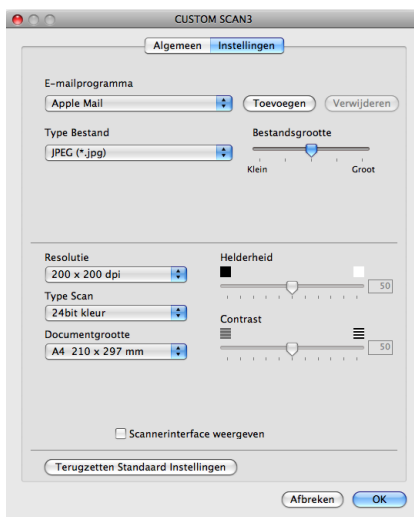 CUSTOM SCAN3
Algemeen Instellingen
E-mailprogramma
Apple Mail Toevoegen Verwijderen
Type Bestand Bestandsgrootte
JPEG (*.jpg)
Klein Groot
Resolutie Helderheid
200 x 200 dpi
50
Type Scan
24bit kleur
Contrast
Documentgrootte
A4 210 x 297 mm
50
Scannerinterface weergeven
Terugzetten Standaard Instellingen
Afbreken OK